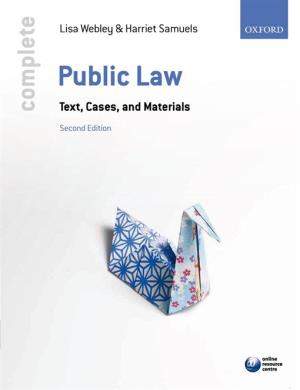 complete
Lisa Webley & Harriet Samuels
OXFORD
Public Law
Text, Cases, and Materials
Second Edition
online
resource
centre